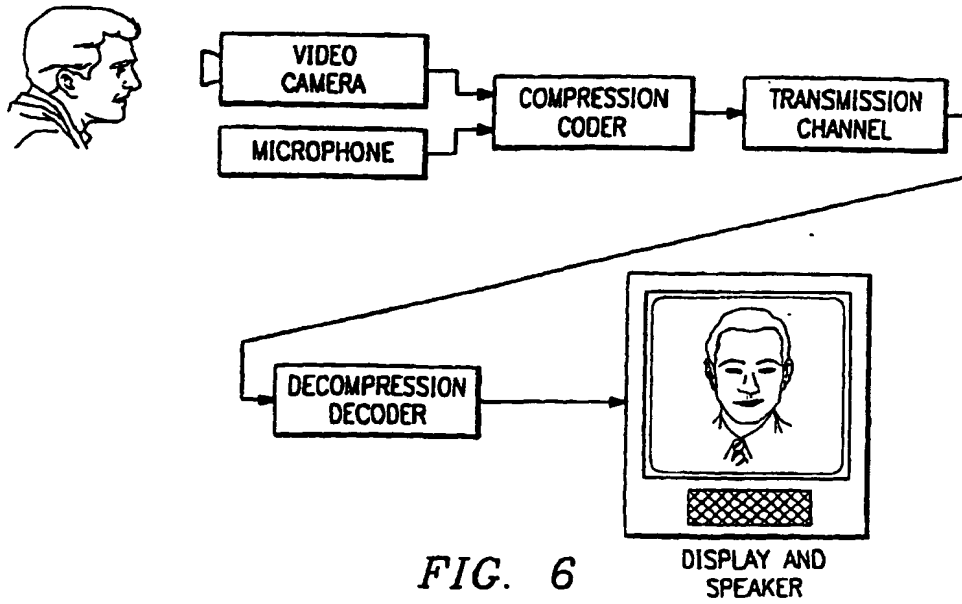 VIDEO
CAMERA
MICROPHONE
COMPRESSION
CODER
TRANSMISSION
CHANNEL
DECOMPRESSION
DECODER
DISPLAY AND
SPEAKER
FIG. 6